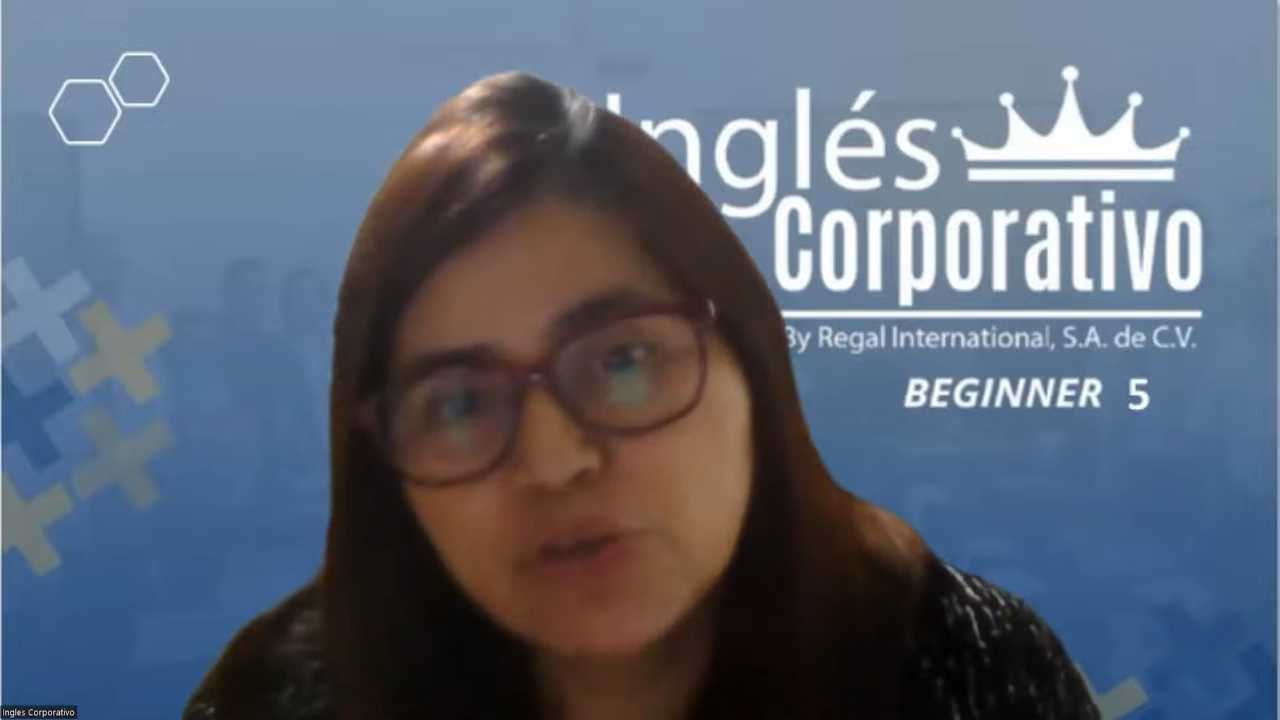 Inglés
Corporativo
By Regal International, S.A. de C.V.
BEGINNER 5
Ingles Corporativo